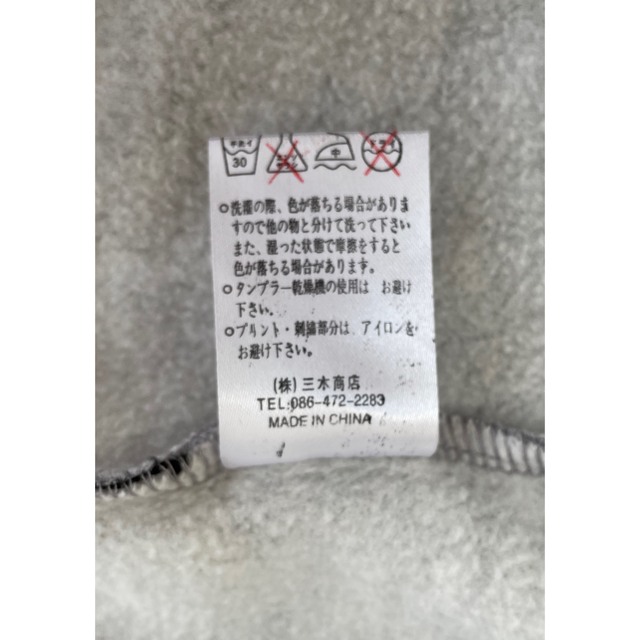 30 中 ドライ
○洗濯の際、色が落ちる場合がありま
すので他の物と分けて洗って下さい
また、湿った状態で摩擦をすると
色が落ちる場合があります。
○タンブラー乾燥機の使用は お避け
下さい。
○プリント・刺繍部分は、アイロンを
お避け下さい。
(株)三木商店
TEL:086-472-2283
MADE IN CHINA